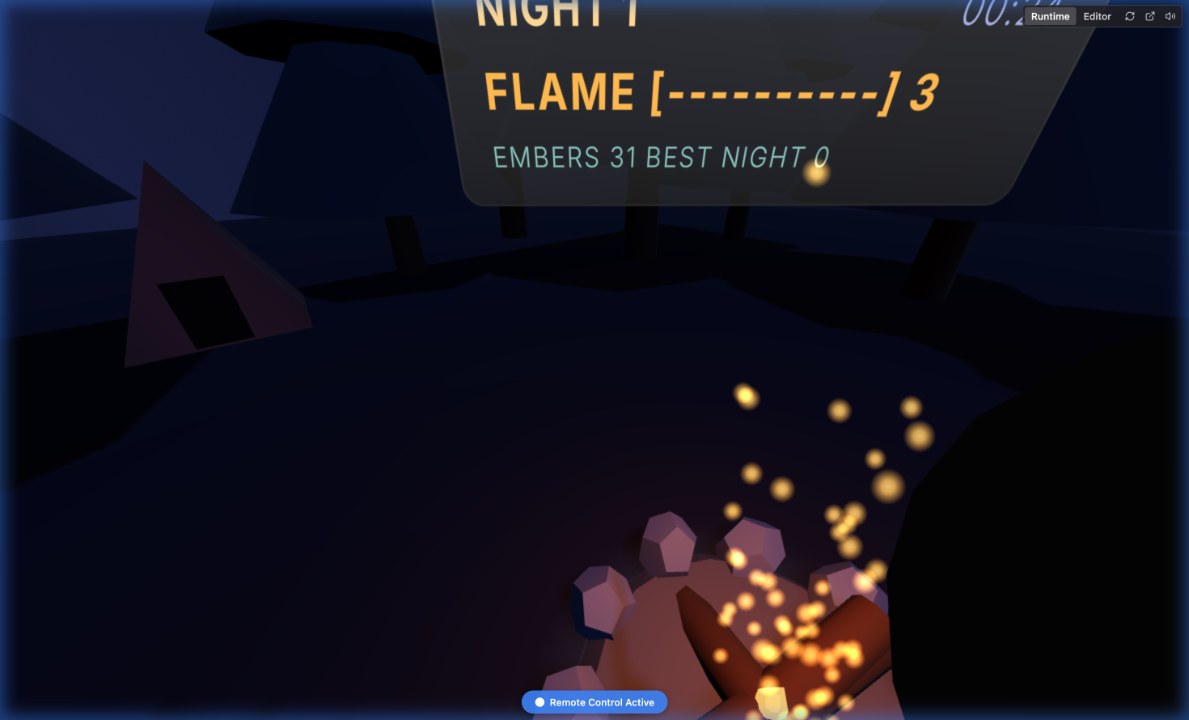 NIGHT 1
Runtime Editor
FLAME [----------] 3
EMBERS 31 BEST NIGHT 0
Remote Control Active